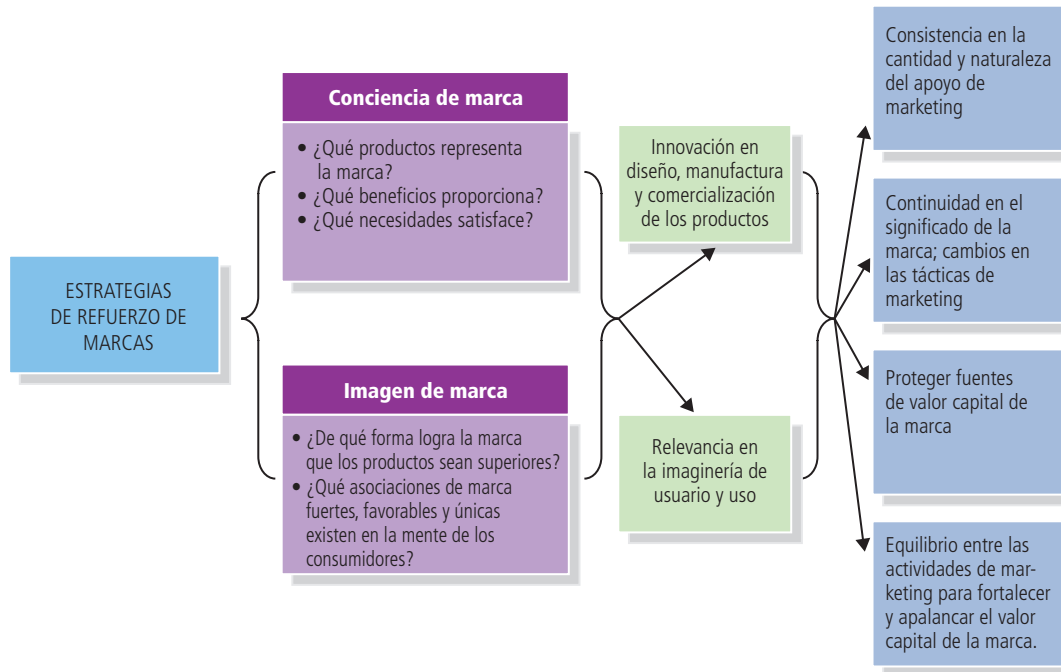 ESTRATEGIAS
DE REFUERZO DE
MARCAS
Conciencia de marca
• ¿Qué productos representa
la marca?
• ¿Qué beneficios proporciona?
• ¿Qué necesidades satisface?
Imagen de marca
• ¿De qué forma logra la marca
que los productos sean superiores?
• ¿Qué asociaciones de marca
fuertes, favorables y únicas
existen en la mente de los
consumidores?
Innovación en
diseño, manufactura
y comercialización
de los productos
Relevancia en
la imaginería de
usuario y uso
Consistencia en la
cantidad y naturaleza
del apoyo de
marketing
Continuidad en el
significado de la
marca; cambios en
las tácticas de
marketing
Proteger fuentes
de valor capital de
la marca
Equilibrio entre las
actividades de mar-
keting para fortalecer
y apalancar el valor
capital de la marca.